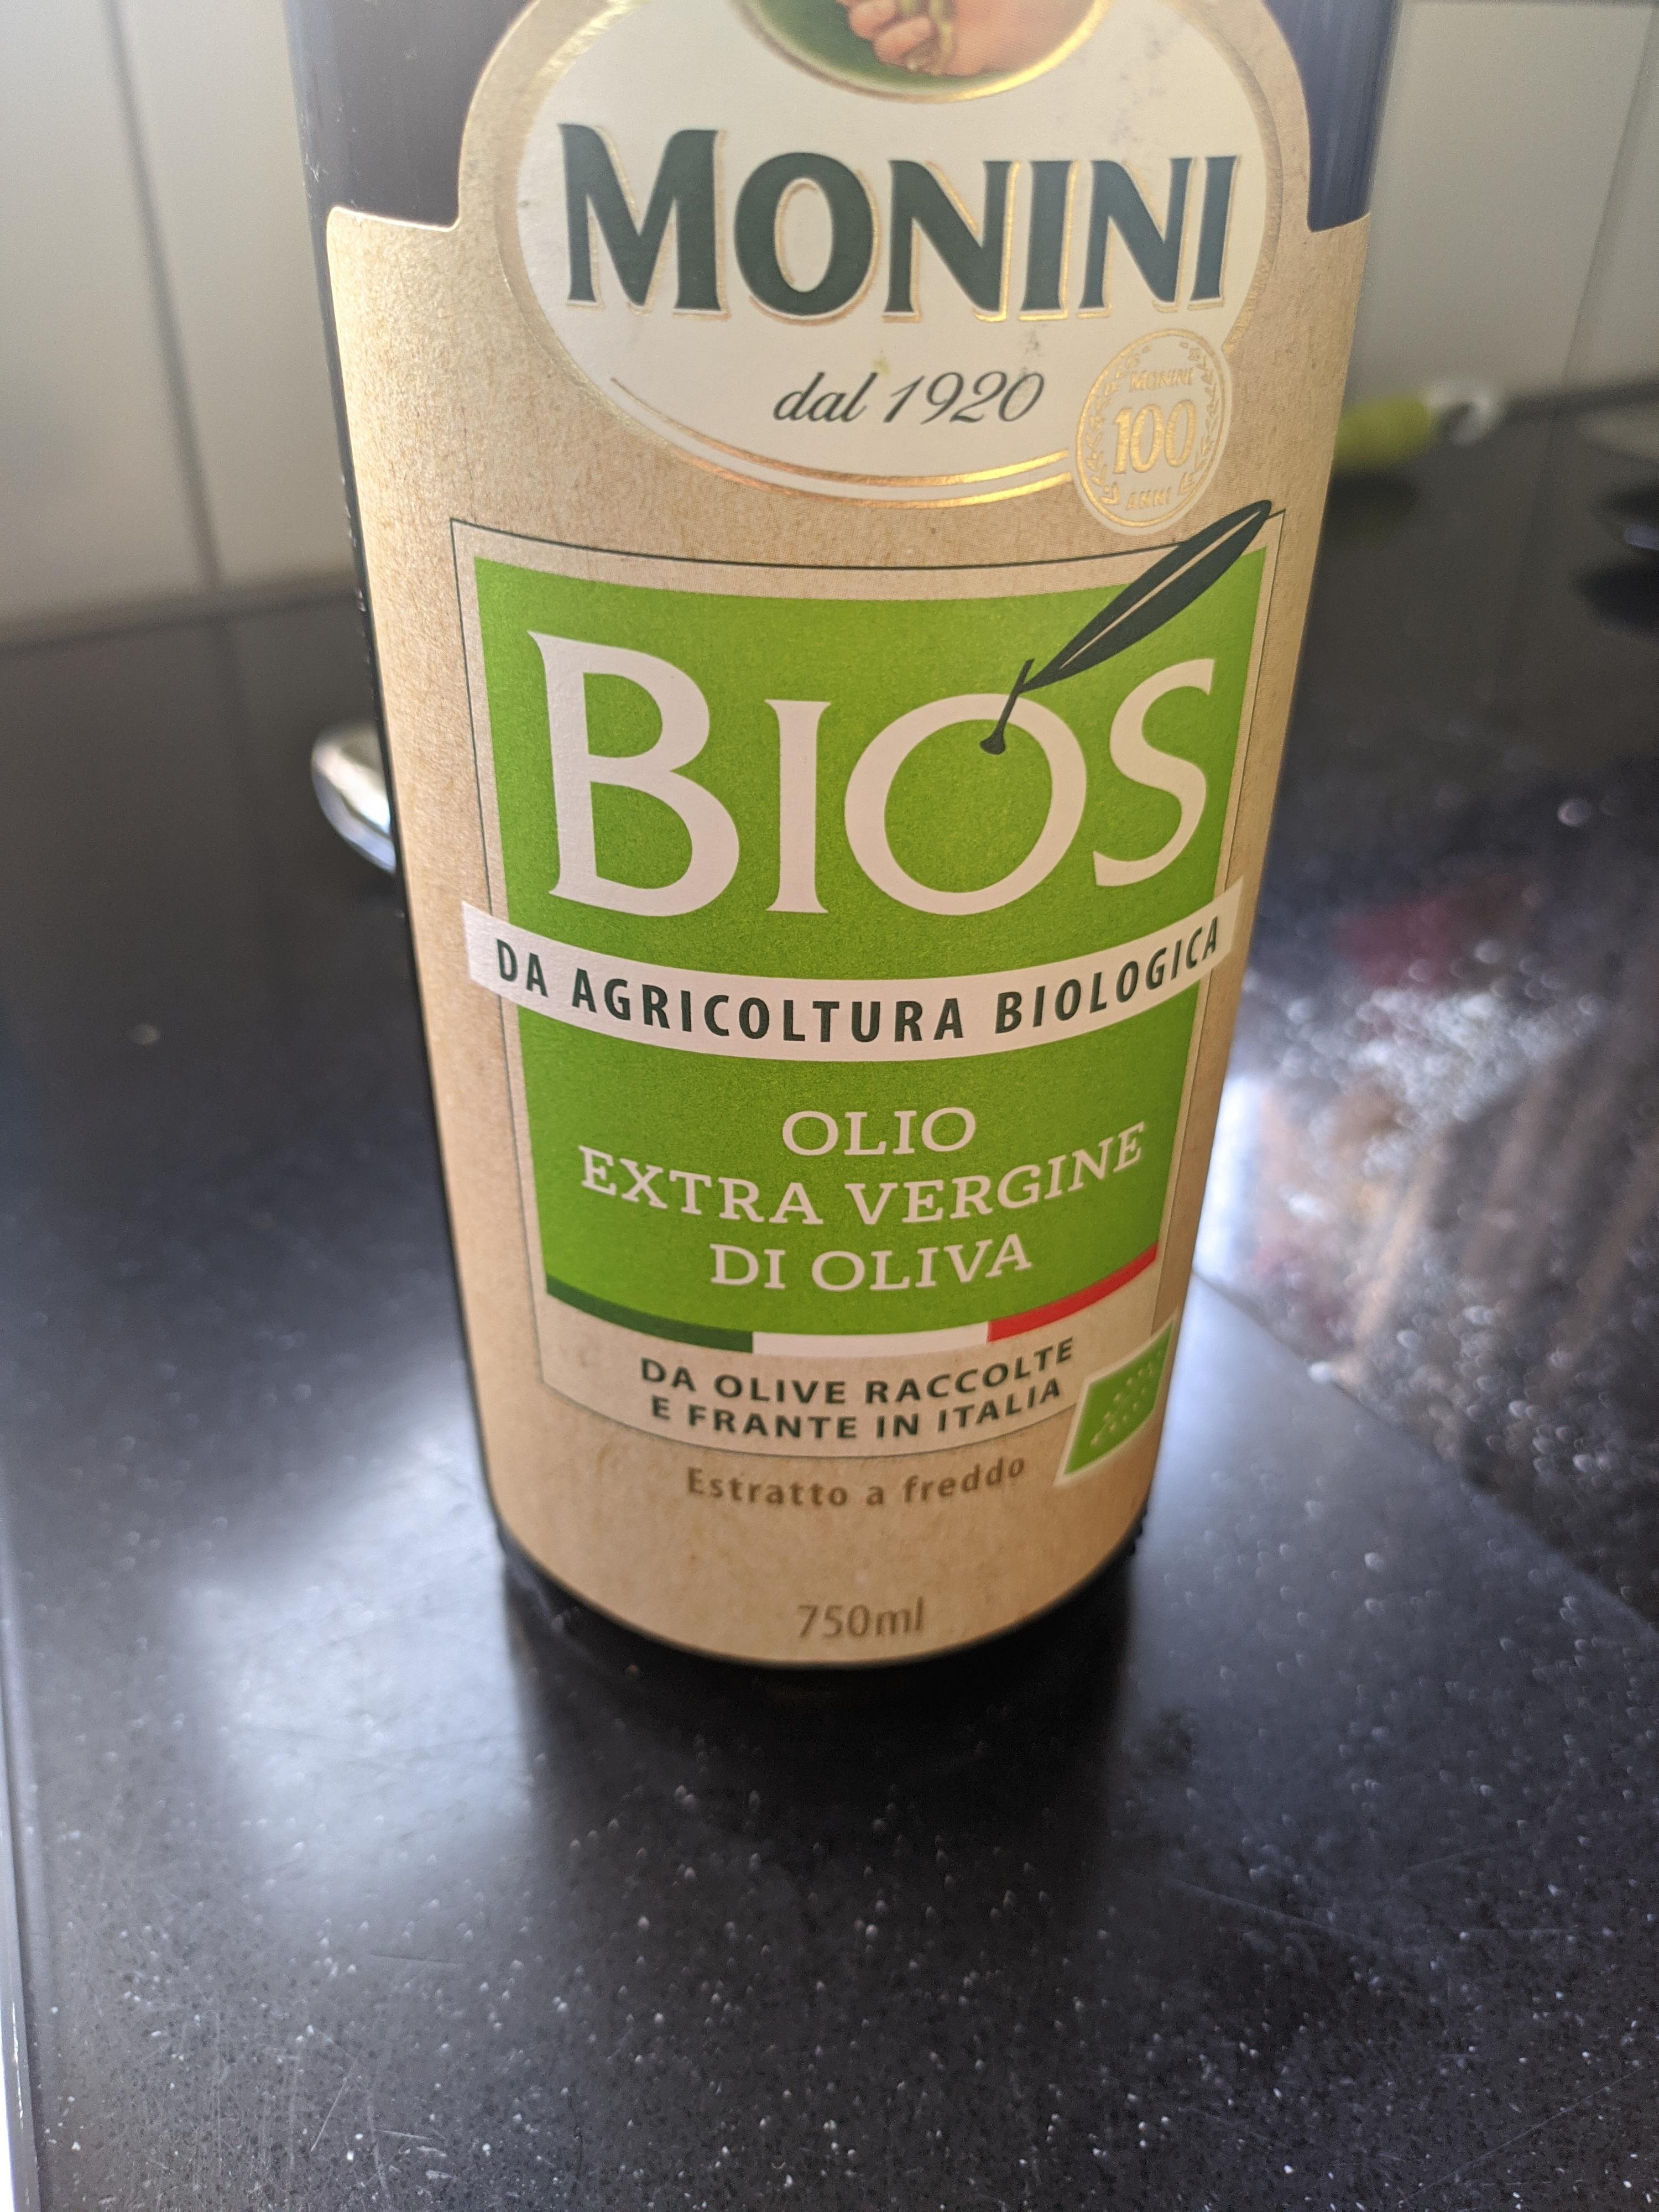 MONINI
dal 1920
MONINI
100
ANNI
BIOS
DA AGRICOLTURA BIOLOGICA
OLIO
EXTRA VERGINE
DI OLIVA
DA OLIVE RACCOLTE
E FRANTE IN ITALIA
Estratto a freddo
750ml